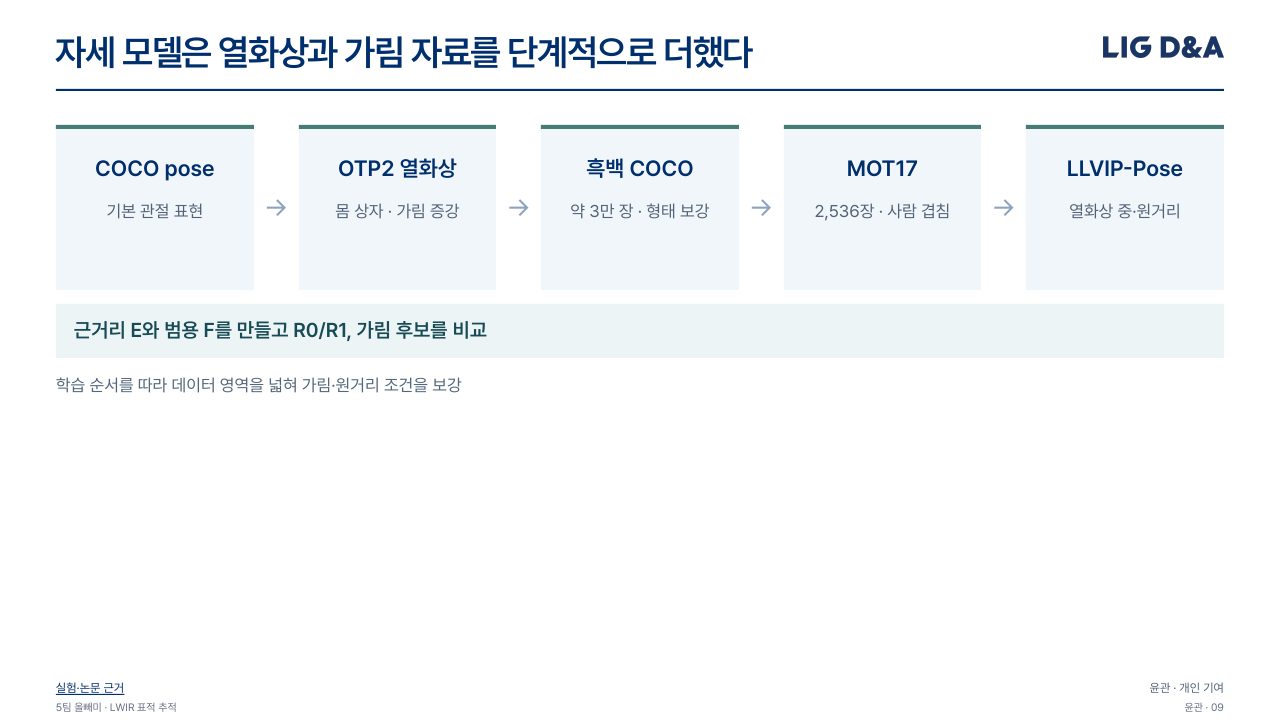 자세 모델은 열화상과 가림 자료를 단계적으로 더했다
LIG D&A
COCO pose
기본 관절 표현
→
OTP2 열화상
몸 상자 · 가림 증강
→
흑백 COCO
약 3만 장 · 형태 보강
→
MOT17
2,536장 · 사람 겹침
→
LLVIP-Pose
열화상 중·원거리
근거리 E와 범용 F를 만들고 R0/R1, 가림 후보를 비교
학습 순서를 따라 데이터 영역을 넓혀 가림·원거리 조건을 보강
실험·논문 근거
5팀 올빼미 · LWIR 표적 추적
윤관 · 개인 기여
윤관 · 09